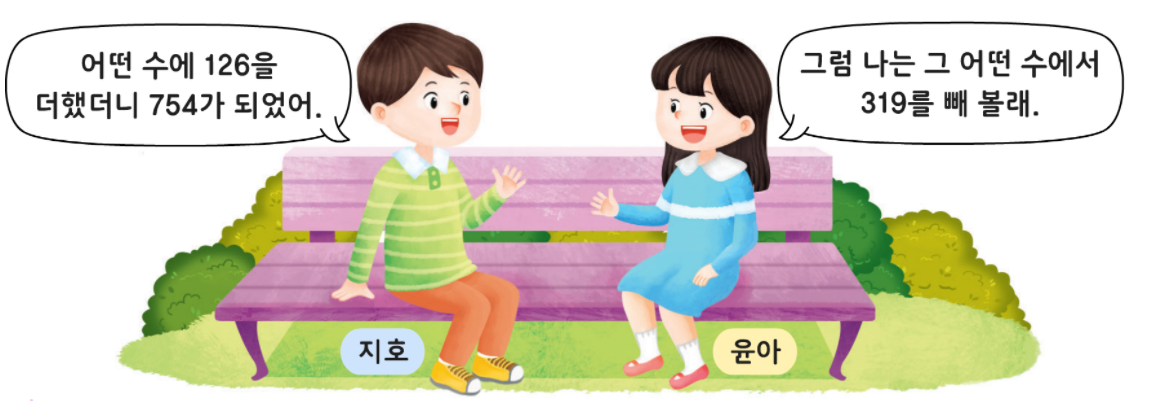 어떤 수에 126을
더했더니 754가 되었어.
그럼 나는 그 어떤 수에서
319를 빼 볼래.
지호
윤아